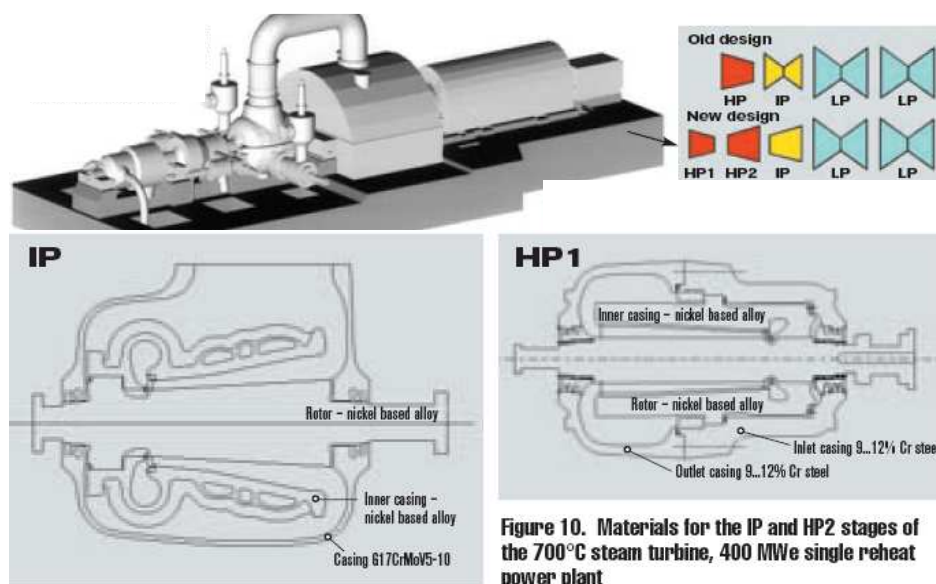 Old design
HP IP LP LP
New design
HP1 HP2 IP LP LP
IP
Rotor – nickel based alloy
Inner casing –
nickel based alloy
Casing G17CrMoV5-10
HP1
Inner casing – nickel based alloy
Rotor – nickel based alloy
Inlet casing 9...12% Cr steel
Outlet casing 9...12% Cr steel
Figure 10. Materials for the IP and HP2 stages of
the 700°C steam turbine, 400 MWe single reheat
power plant